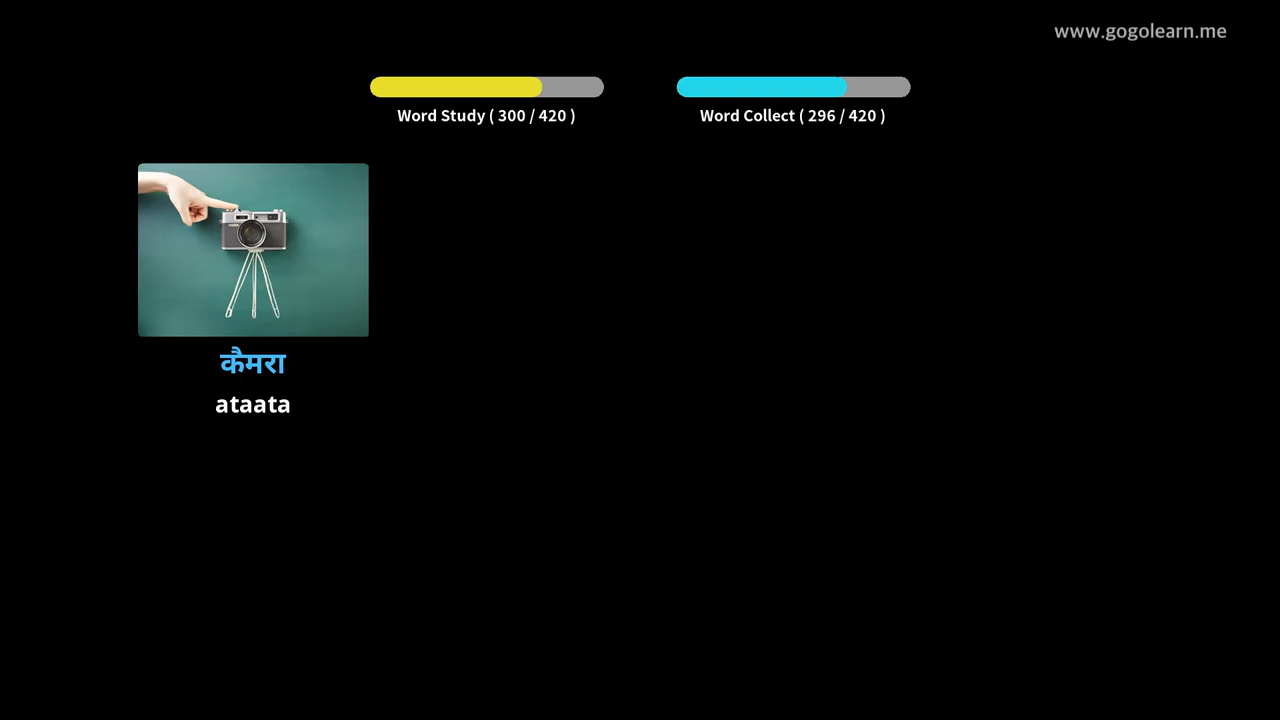 www.gogolearn.me
Word Study ( 300 / 420 )
Word Collect ( 296 / 420 )
कैमरा
ataata